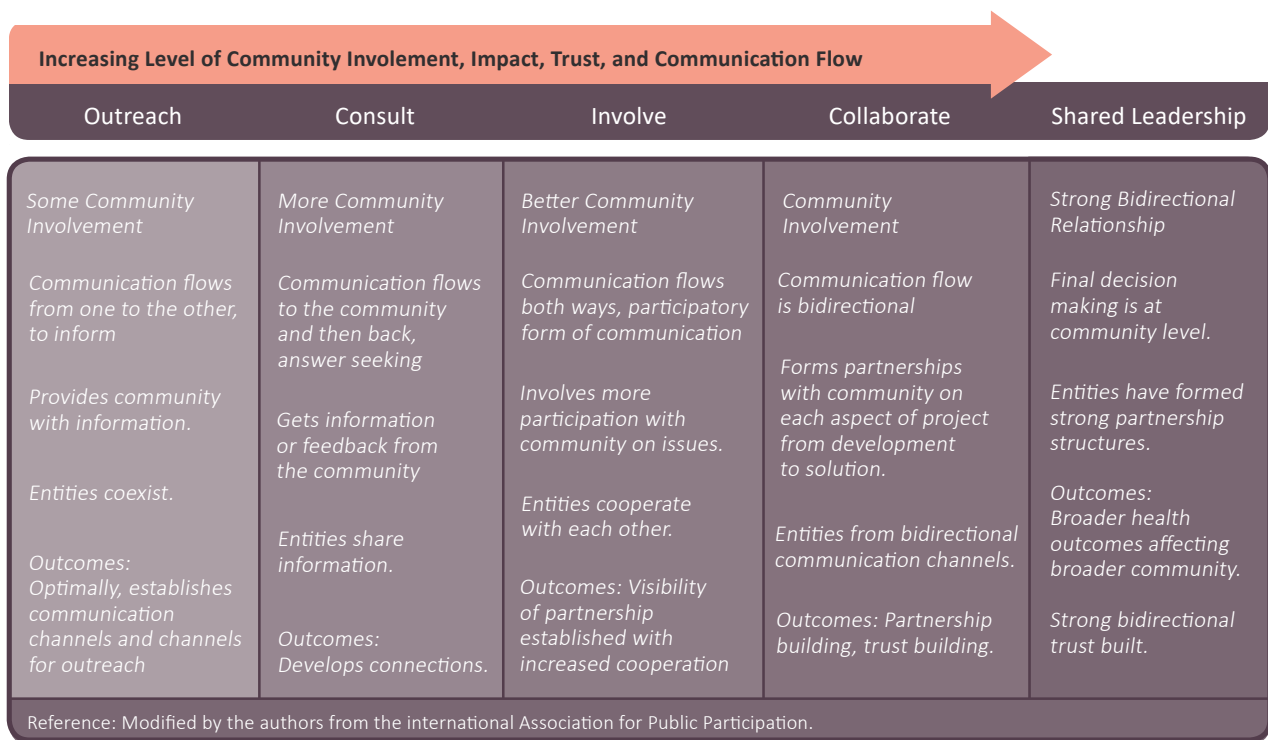 Increasing Level of Community Involement, Impact, Trust, and Communication Flow
Outreach
Consult
Involve
Collaborate
Shared Leadership
Some Community
Involvement
Communication flows
from one to the other,
to inform
Provides community
with information.
Entities coexist.
Outcomes:
Optimally, establishes
communication
channels and channels
for outreach
More Community
Involvement
Communication flows
to the community
and then back,
answer seeking
Gets information
or feedback from
the community
Entities share
information.
Outcomes:
Develops connections.
Better Community
Involvement
Communication flows
both ways, participatory
form of communication
Involves more
participation with
community on issues.
Entities cooperate
with each other.
Outcomes: Visibility
of partnership
established with
increased cooperation
Community
Involvement
Communication flow
is bidirectional
Forms partnerships
with community on
each aspect of project
from development
to solution.
Entities from bidirectional
communication channels.
Outcomes: Partnership
building, trust building.
Strong Bidirectional
Relationship
Final decision
making is at
community level.
Entities have formed
strong partnership
structures.
Outcomes:
Broader health
outcomes affecting
broader community.
Strong bidirectional
trust built.
Reference: Modified by the authors from the international Association for Public Participation.